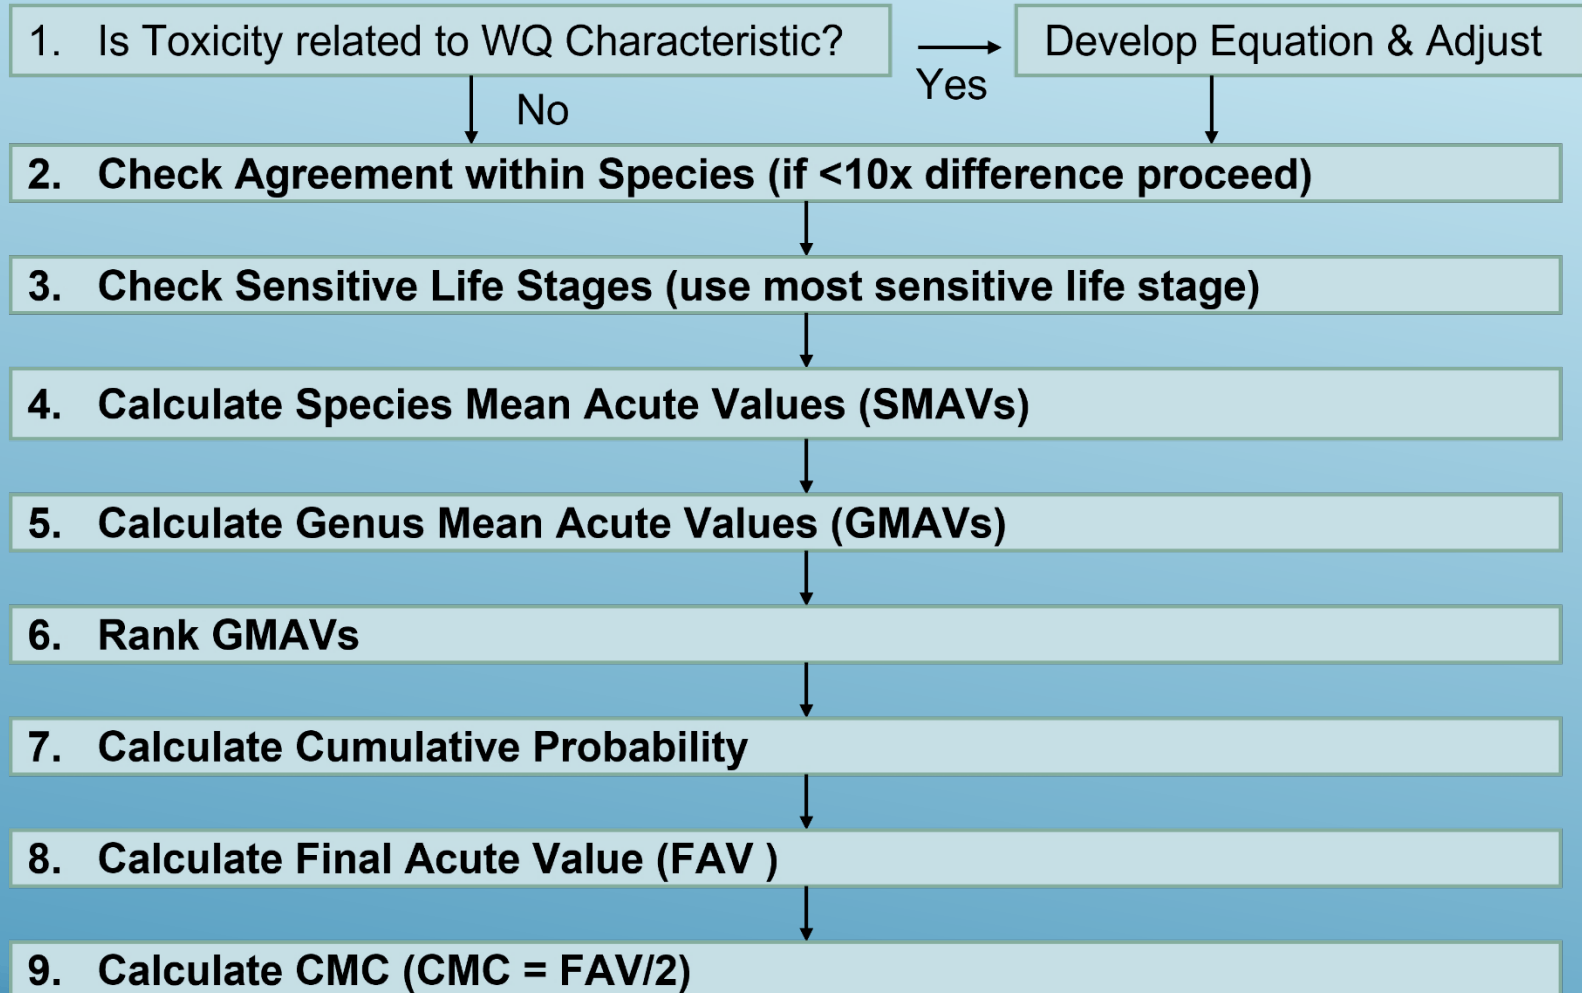 1. Is Toxicity related to WQ Characteristic?
Yes
Develop Equation & Adjust
No
2. Check Agreement within Species (if <10x difference proceed)
3. Check Sensitive Life Stages (use most sensitive life stage)
4. Calculate Species Mean Acute Values (SMAVs)
5. Calculate Genus Mean Acute Values (GMAVs)
6. Rank GMAVs
7. Calculate Cumulative Probability
8. Calculate Final Acute Value (FAV )
9. Calculate CMC (CMC = FAV/2)